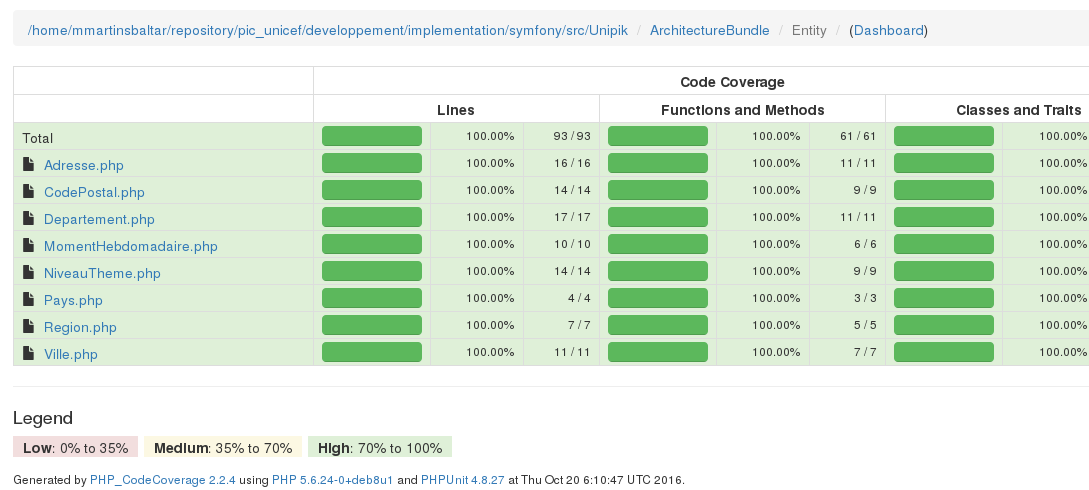 /home/mmartinsbaltar/repository/pic_unicef/developpement/implementation/symfony/src/Unipik / ArchitectureBundle / Entity / (Dashboard)
Code Coverage
Lines Functions and Methods Classes and Traits
Total 100.00% 93 / 93 100.00% 61 / 61 100.00%
Adresse.php 100.00% 16 / 16 100.00% 11 / 11 100.00%
CodePostal.php 100.00% 14 / 14 100.00% 9 / 9 100.00%
Departement.php 100.00% 17 / 17 100.00% 11 / 11 100.00%
MomentHebdomadaire.php 100.00% 10 / 10 100.00% 6 / 6 100.00%
NiveauTheme.php 100.00% 14 / 14 100.00% 9 / 9 100.00%
Pays.php 100.00% 4 / 4 100.00% 3 / 3 100.00%
Region.php 100.00% 7 / 7 100.00% 5 / 5 100.00%
Ville.php 100.00% 11 / 11 100.00% 7 / 7 100.00%
Legend
Low: 0% to 35% Medium: 35% to 70% High: 70% to 100%
Generated by PHP_CodeCoverage 2.2.4 using PHP 5.6.24-0+deb8u1 and PHPUnit 4.8.27 at Thu Oct 20 6:10:47 UTC 2016.